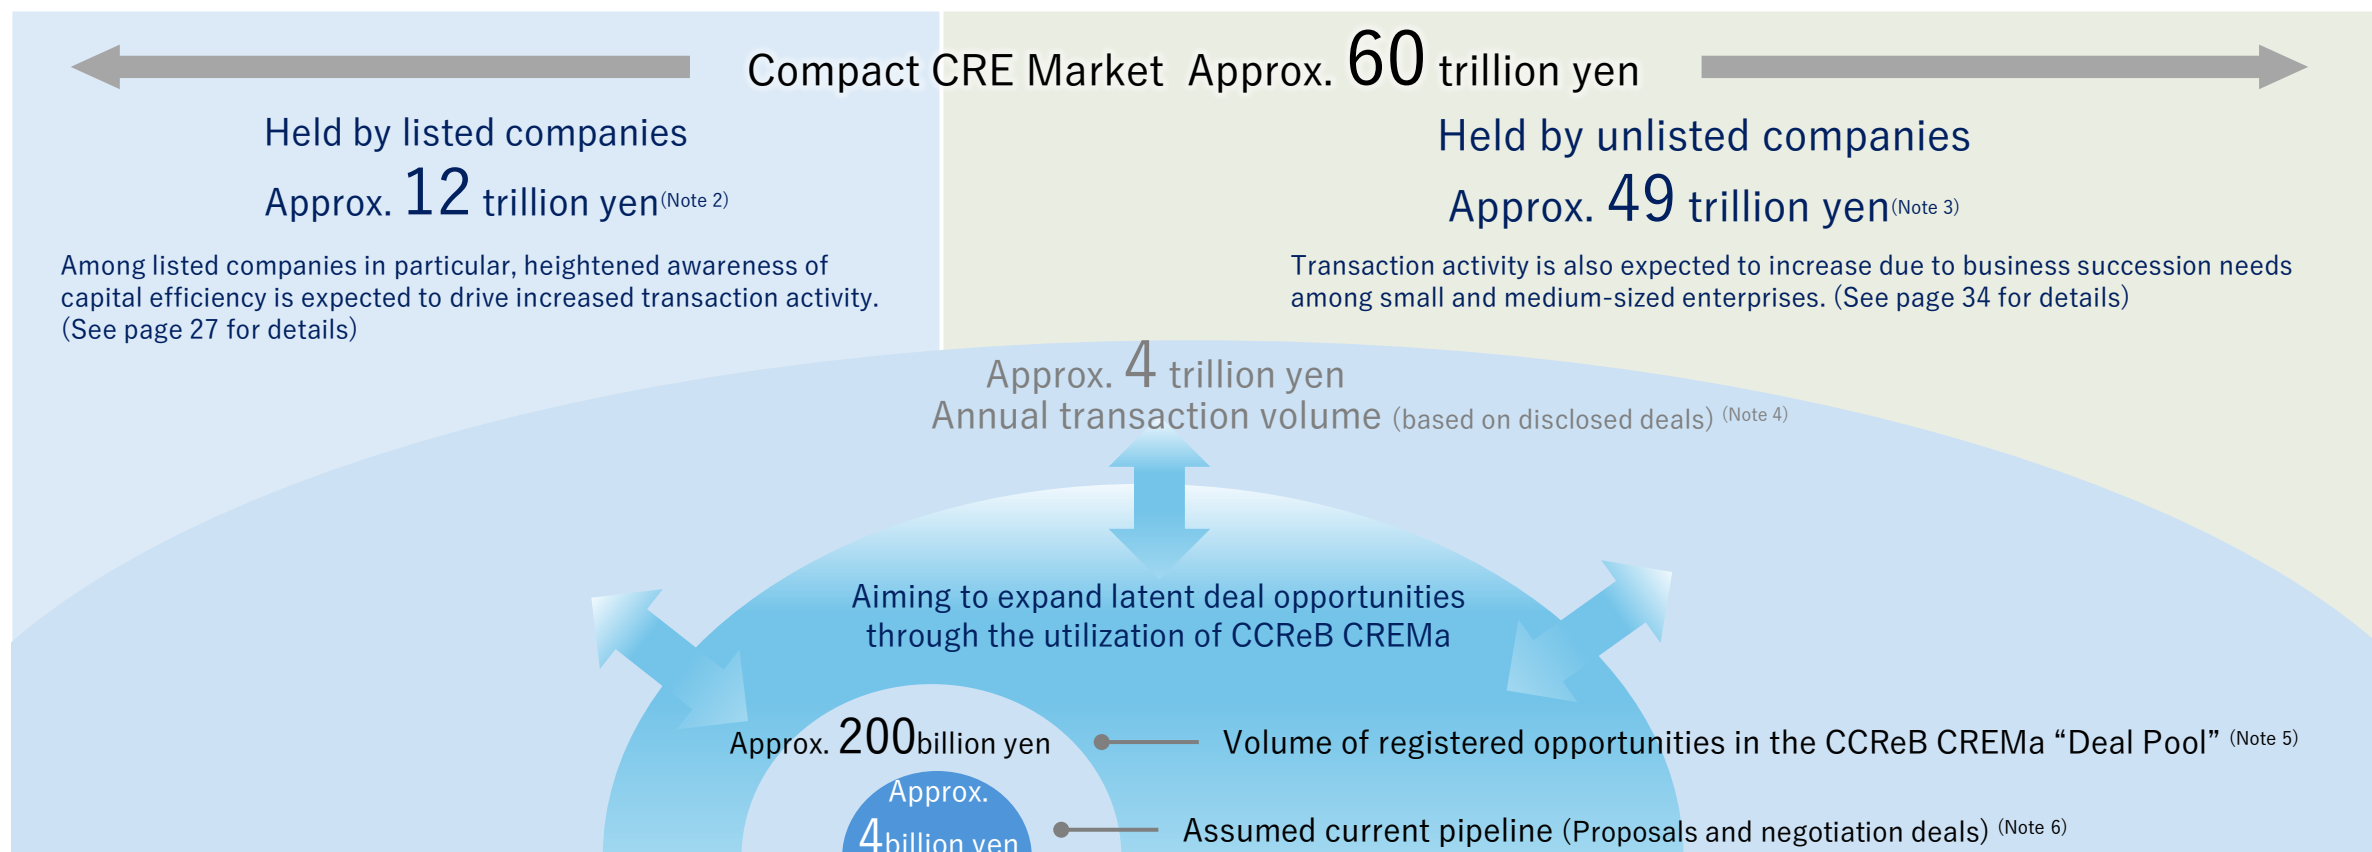 Compact CRE Market Approx. 60 trillion yen
Held by listed companies
Approx. 12 trillion yen(Note 2)
Among listed companies in particular, heightened awareness of
capital efficiency is expected to drive increased transaction activity.
(See page 27 for details)
Held by unlisted companies
Approx. 49 trillion yen(Note 3)
Transaction activity is also expected to increase due to business succession needs
among small and medium-sized enterprises. (See page 34 for details)
Approx. 4 trillion yen
Annual transaction volume (based on disclosed deals) (Note 4)
Aiming to expand latent deal opportunities
through the utilization of CCReB CREMa
Approx. 200billion yen
Volume of registered opportunities in the CCReB CREMa “Deal Pool” (Note 5)
Approx.
4billion yen
Assumed current pipeline (Proposals and negotiation deals) (Note 6)